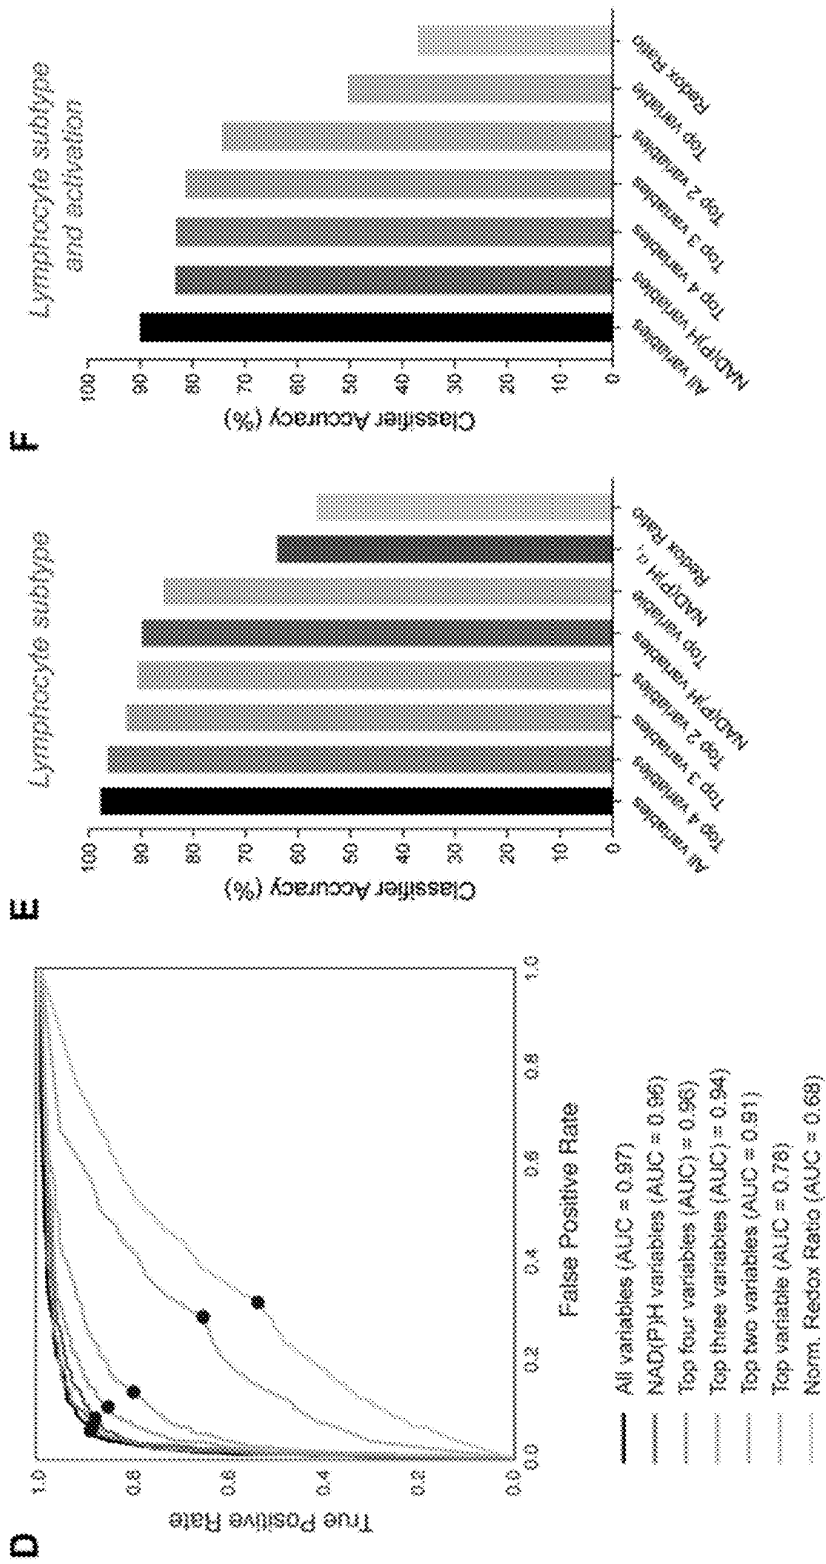 D
True Positive Rate
1.0
0.8
0.6
0.4
0.2
0.0
0.0
0.2
0.4
0.6
0.8
1.0
False Positive Rate
All variables (AUC = 0.97)
NAD(P)H variables (AUC = 0.96)
Top four variables (AUC) = 0.96)
Top three variables (AUC) = 0.94)
Top two variables (AUC = 0.91)
Top variable (AUC = 0.78)
Norm. Redox Ratio (AUC = 0.68)
E
Lymphocyte subtype
Classifier Accuracy (%)
100
90
80
70
60
50
40
30
20
10
0
All variables
Top 4 variables
Top 3 variables
Top 2 variables
NAD(P)H variables
Top variable
NAD(P)H α₁
Redox Ratio
F
Lymphocyte subtype
and activation
Classifier Accuracy (%)
100
90
80
70
60
50
40
30
20
10
0
All variables
NAD(P)H variables
Top 4 variables
Top 3 variables
Top 2 variables
Top variable
Redox Ratio